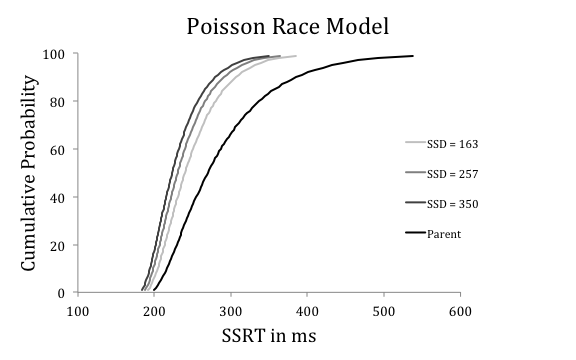 Poisson Race Model
Cumulative Probability
100
80
60
40
20
0
100 200 300 400 500 600
SSRT in ms
SSD = 163
SSD = 257
SSD = 350
Parent